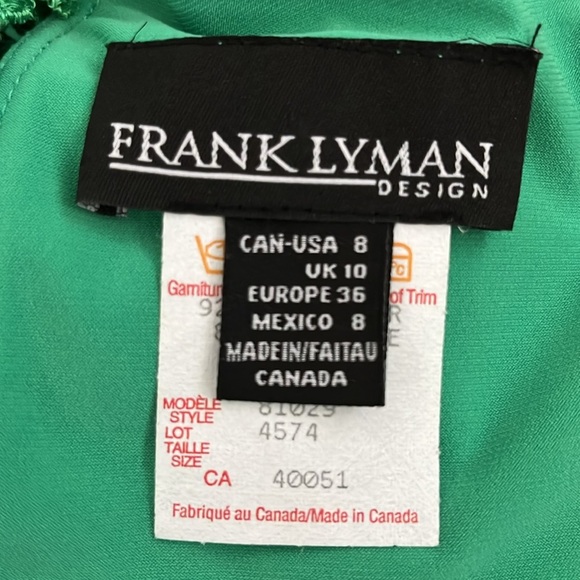 FRANK LYMAN
DESIGN
CAN-USA 8
UK 10
EUROPE 36
MEXICO 8
MADEIN/FAITAU
CANADA
of Trim
MODÈLE
STYLE 81029
LOT 4574
TAILLE
SIZE
CA 40051
Fabriqué au Canada/Made in Canada